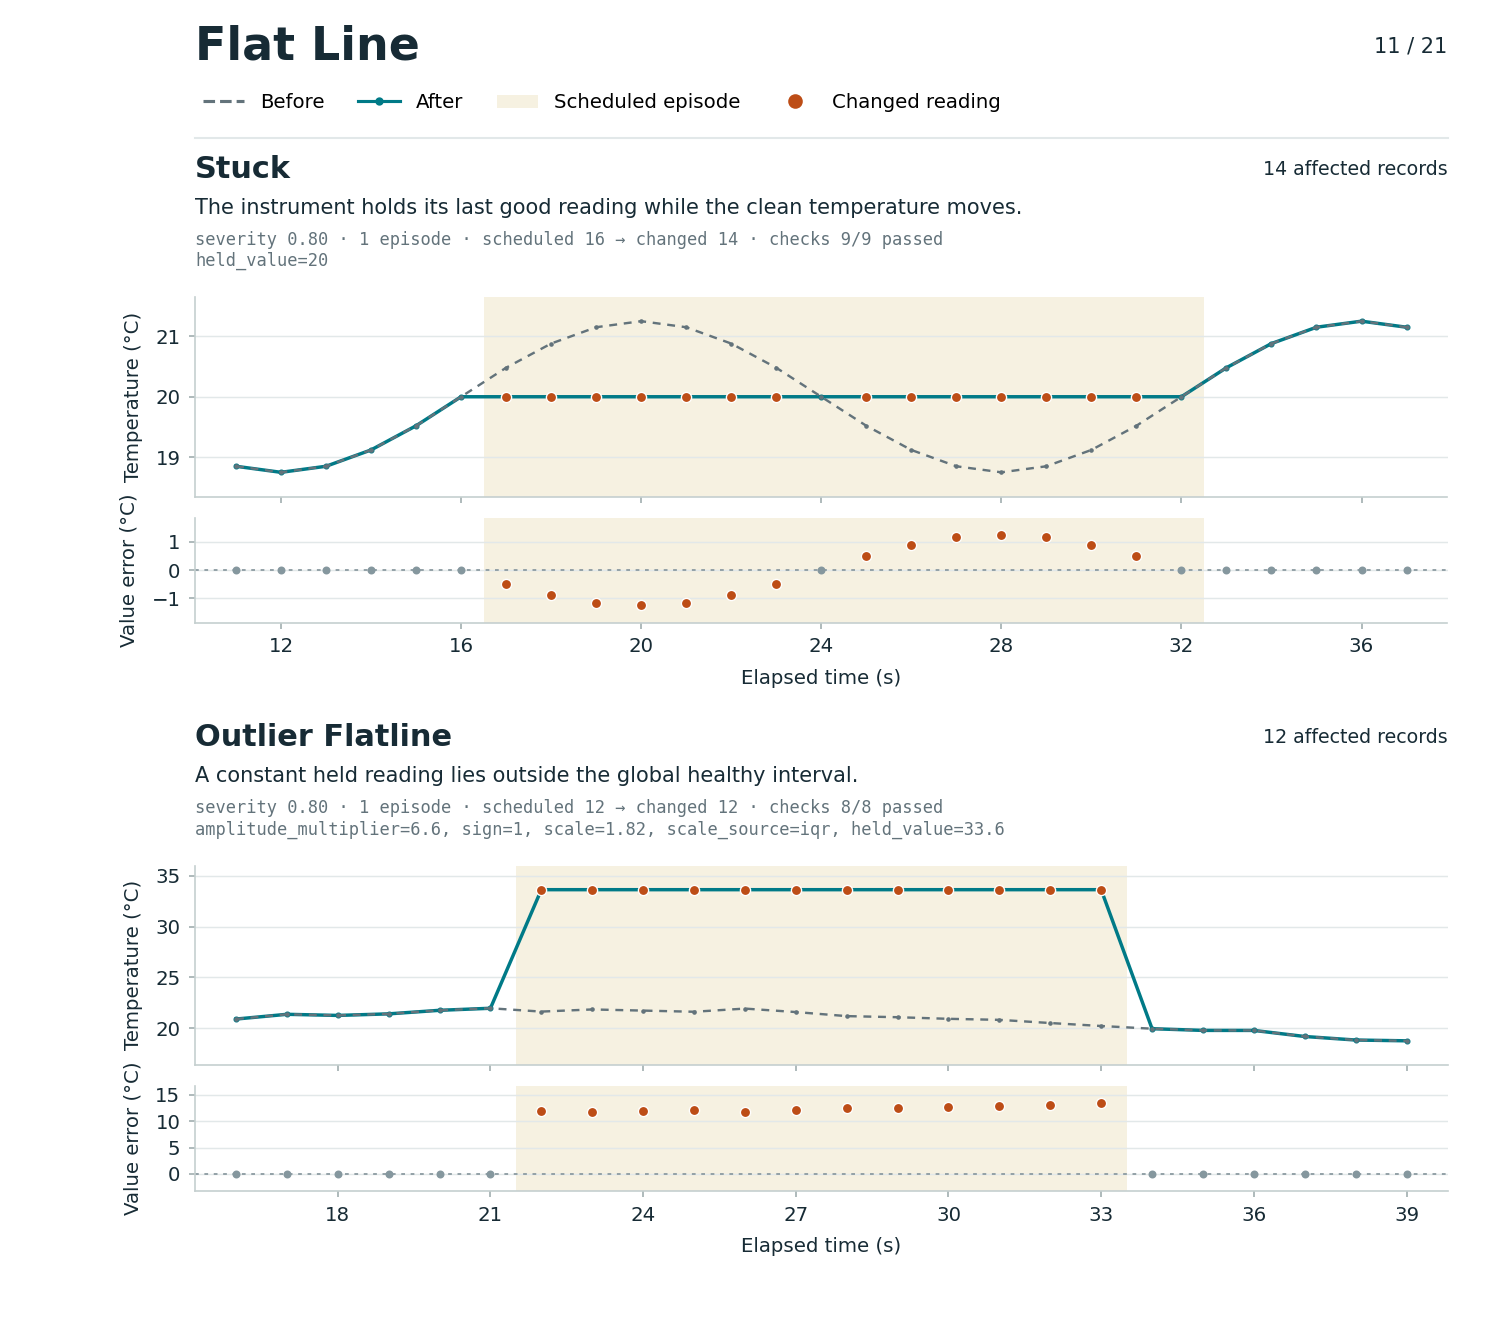 Flat Line
11 / 21
Before
After
Scheduled episode
Changed reading
Stuck
14 affected records
The instrument holds its last good reading while the clean temperature moves.
severity 0.80 · 1 episode · scheduled 16 → changed 14 · checks 9/9 passed
held_value=20
Temperature (°C)
21
20
19
Value error (°C)
1
0
−1
12
16
20
24
28
32
36
Elapsed time (s)
Outlier Flatline
12 affected records
A constant held reading lies outside the global healthy interval.
severity 0.80 · 1 episode · scheduled 12 → changed 12 · checks 8/8 passed
amplitude_multiplier=6.6, sign=1, scale=1.82, scale_source=iqr, held_value=33.6
Temperature (°C)
35
30
25
20
Value error (°C)
15
10
5
0
18
21
24
27
30
33
36
39
Elapsed time (s)